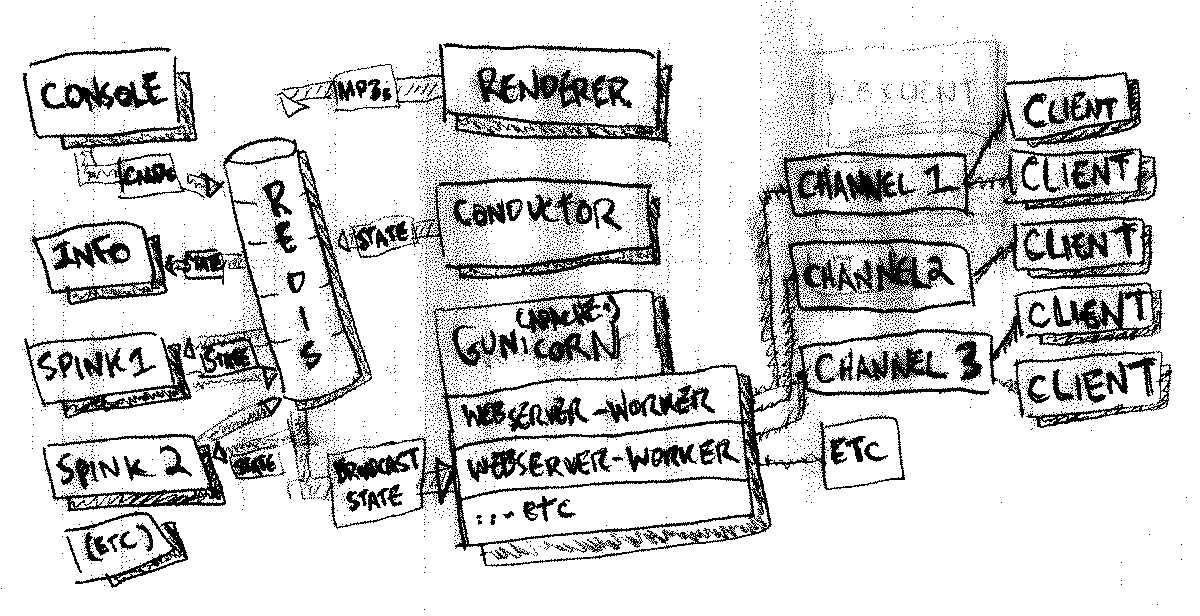 CONSOLE
CMDs
INFO
STATE
SPINK 1
STATE
SPINK 2
STATE
(ETC)
REDIS
MP3s
RENDERER
STATE
CONDUCTOR
(APACHE?)
GUNICORN
WEBSERVER-WORKER
WEBSERVER-WORKER
... etc
BROADCAST
STATE
CHANNEL 1
CHANNEL 2
CHANNEL 3
ETC
CLIENT
CLIENT
CLIENT
CLIENT
CLIENT